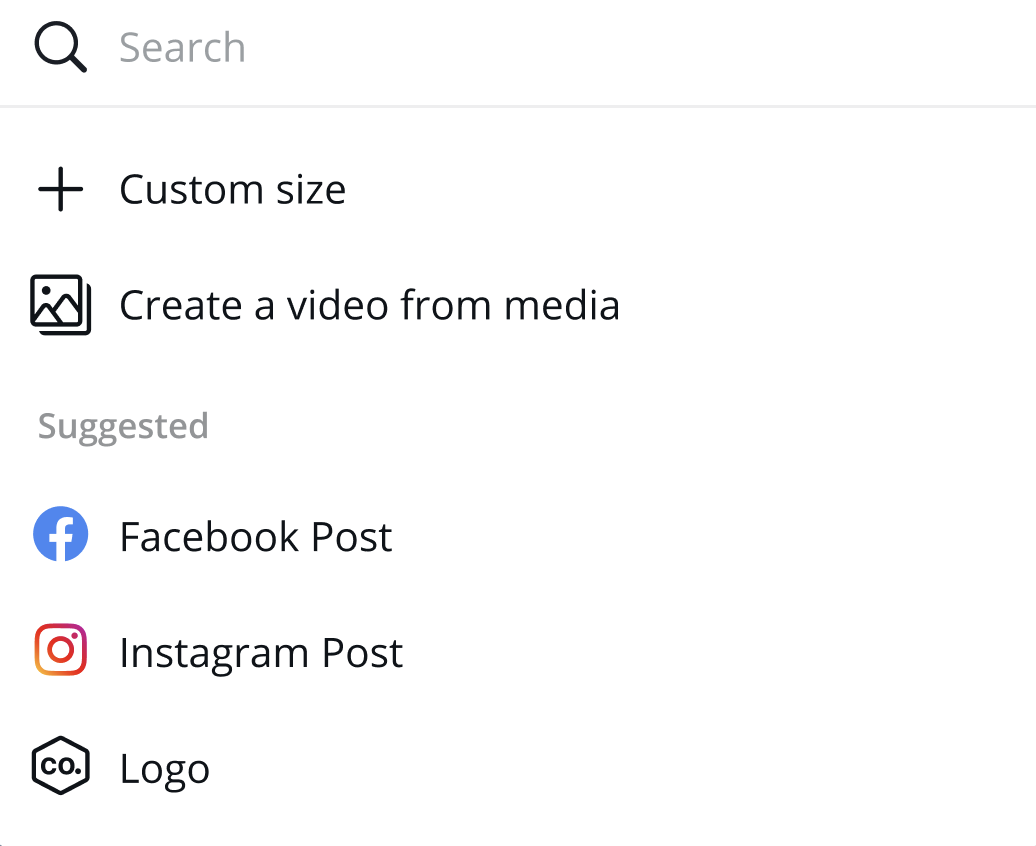 Search
Custom size
Create a video from media
Suggested
Facebook Post
Instagram Post
CO.
Logo